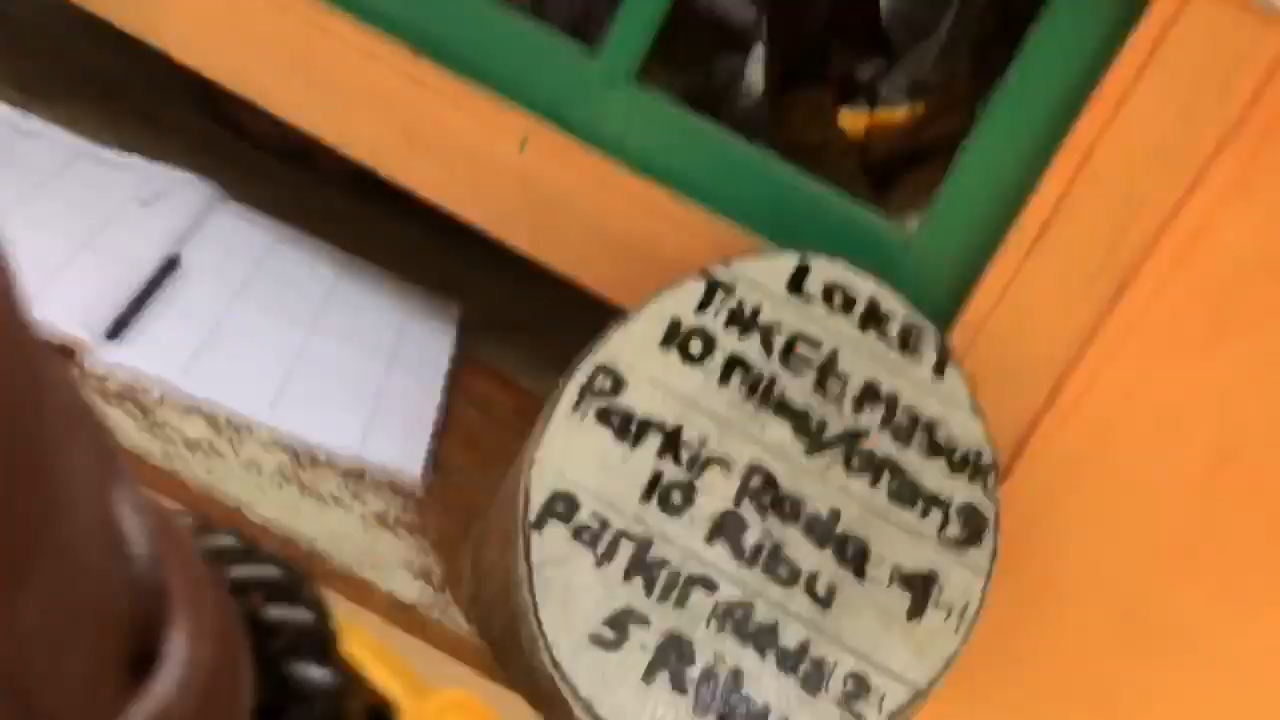 LOKET
TIKET MASUK
10 Ribu/orang
Parkir Roda 4
10 Ribu
Parkir Roda 2
5 Ribu